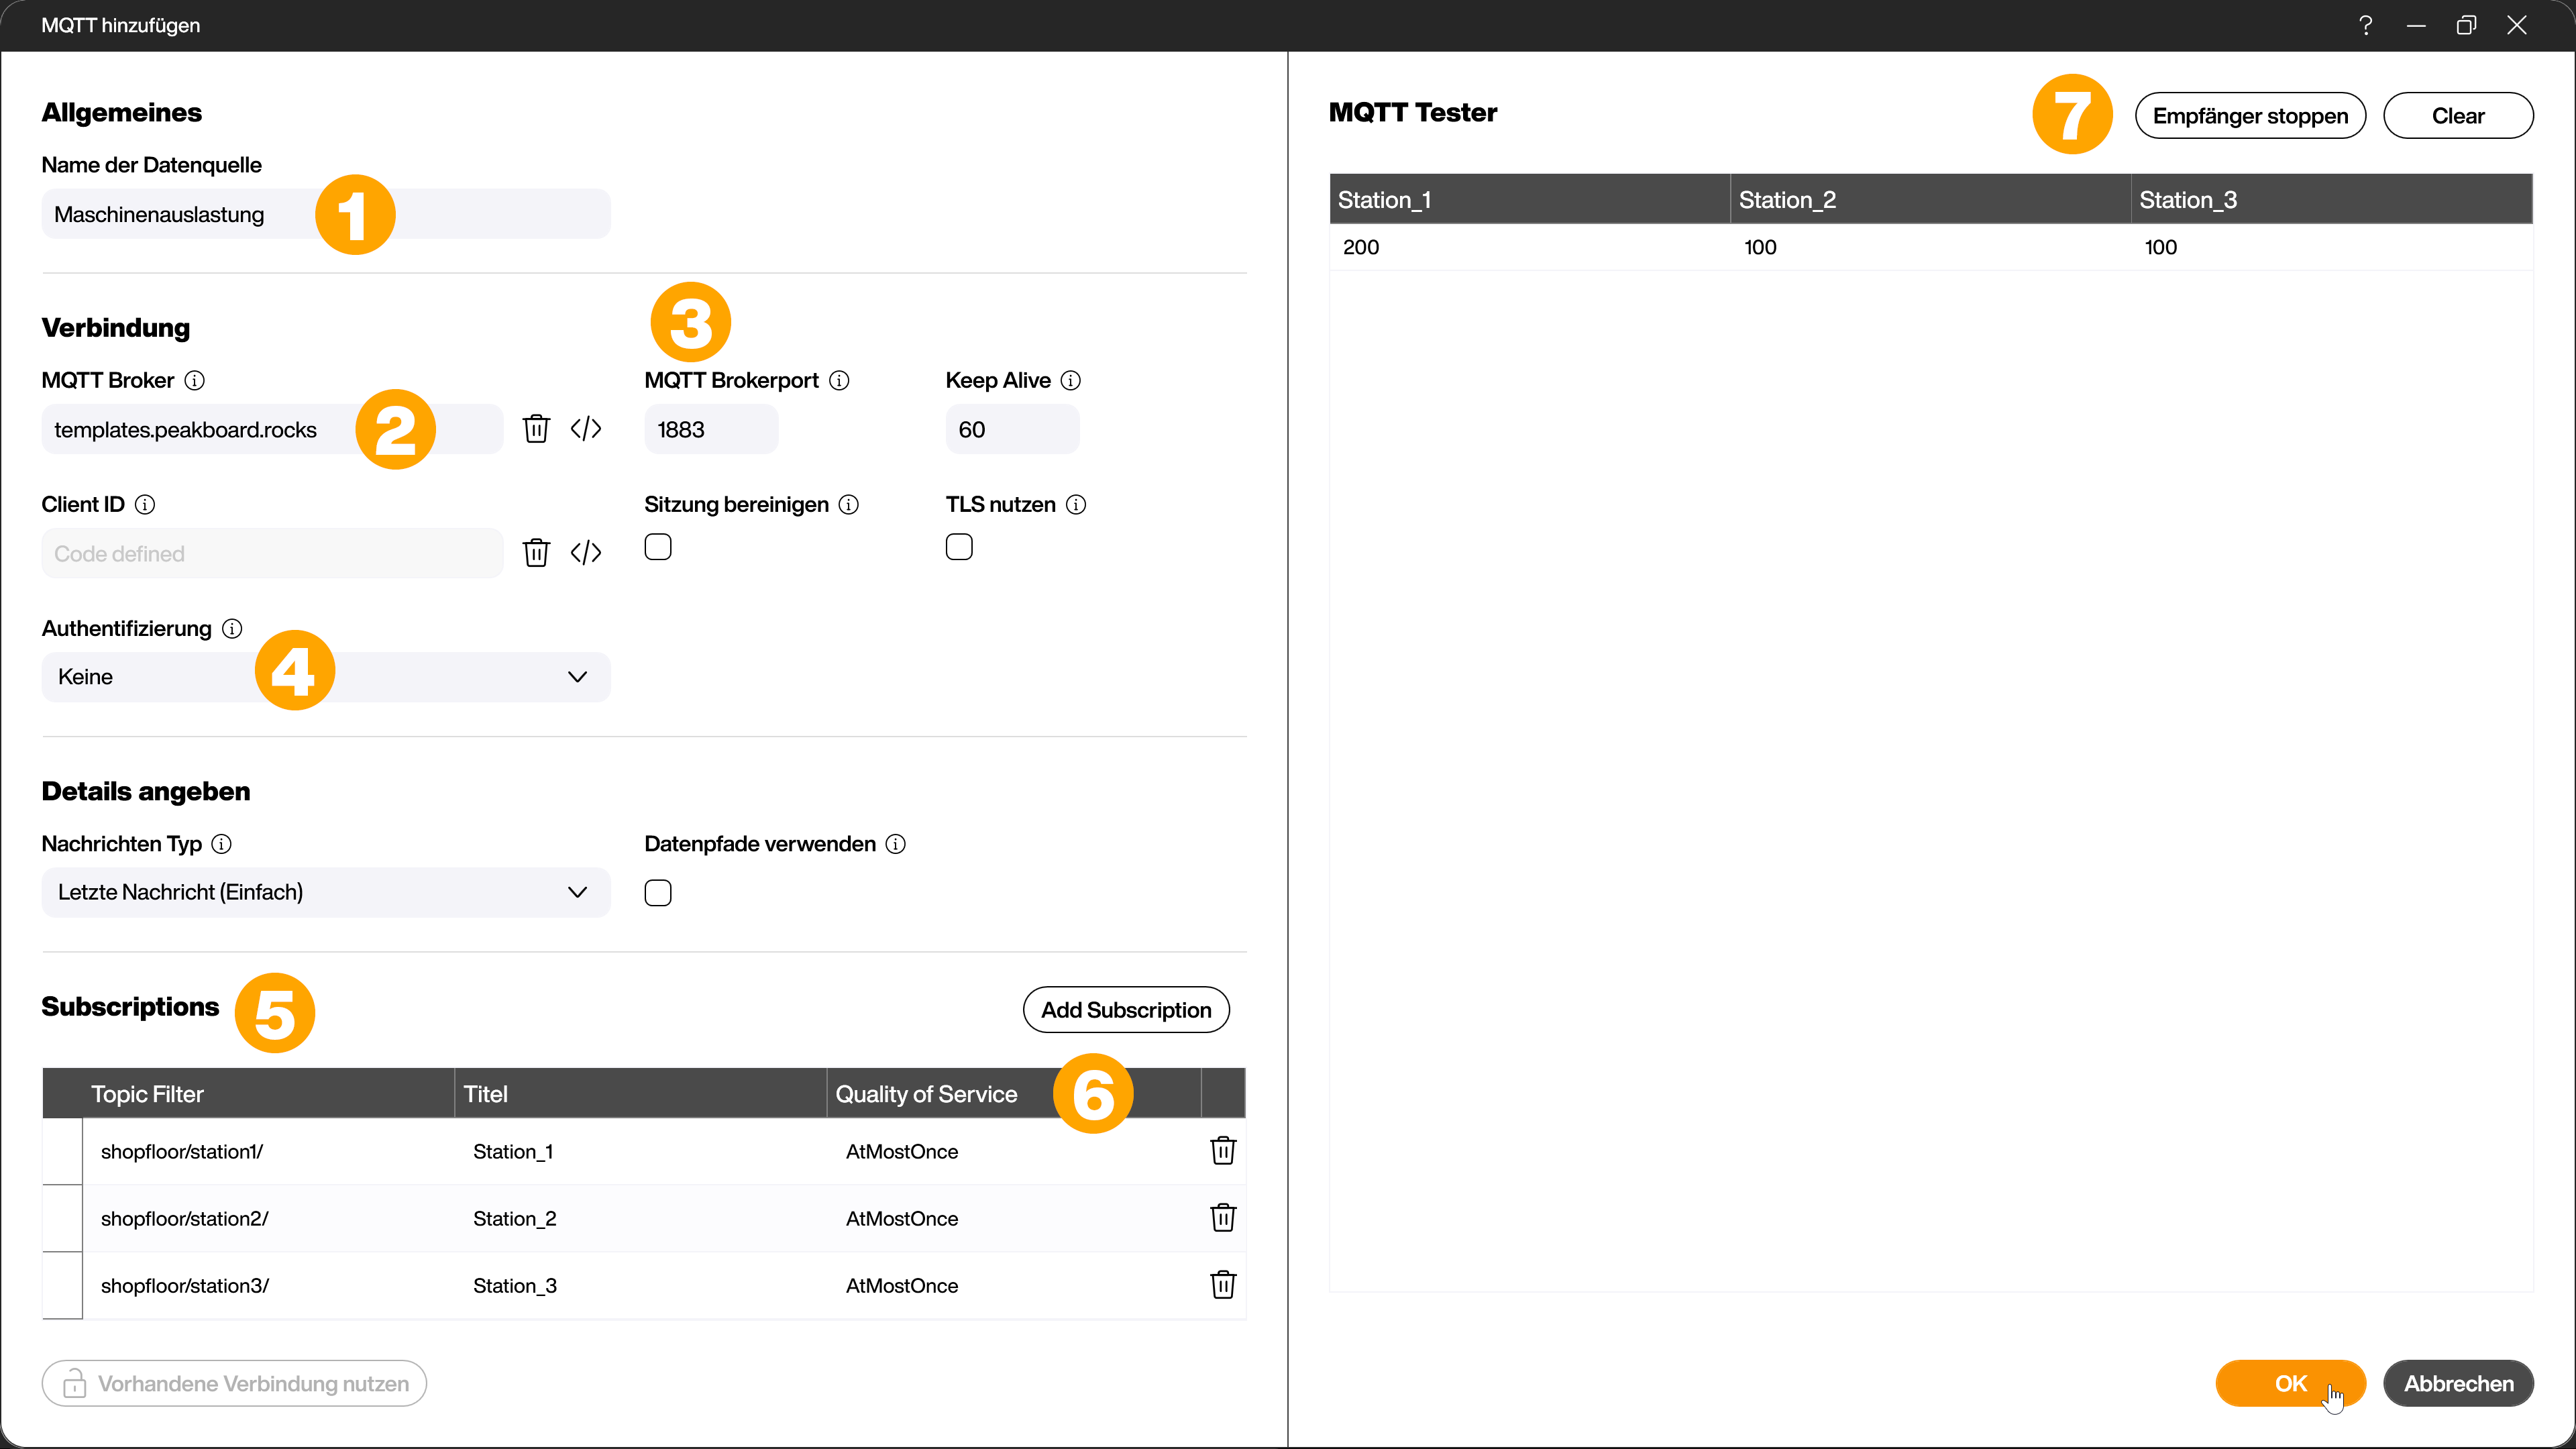 MQTT hinzufügen
Allgemeines
Name der Datenquelle
Maschinenauslastung
1
Verbindung
3
MQTT Broker
MQTT Brokerport
Keep Alive
templates.peakboard.rocks
2
1883
60
Client ID
Sitzung bereinigen
TLS nutzen
Code defined
Authentifizierung
Keine
4
Details angeben
Nachrichten Typ
Datenpfade verwenden
Letzte Nachricht (Einfach)
Subscriptions
5
Add Subscription
Topic Filter
Titel
Quality of Service
6
shopfloor/station1/
Station_1
AtMostOnce
shopfloor/station2/
Station_2
AtMostOnce
shopfloor/station3/
Station_3
AtMostOnce
Vorhandene Verbindung nutzen
MQTT Tester
7
Empfänger stoppen
Clear
Station_1
Station_2
Station_3
200
100
100
OK
Abbrechen